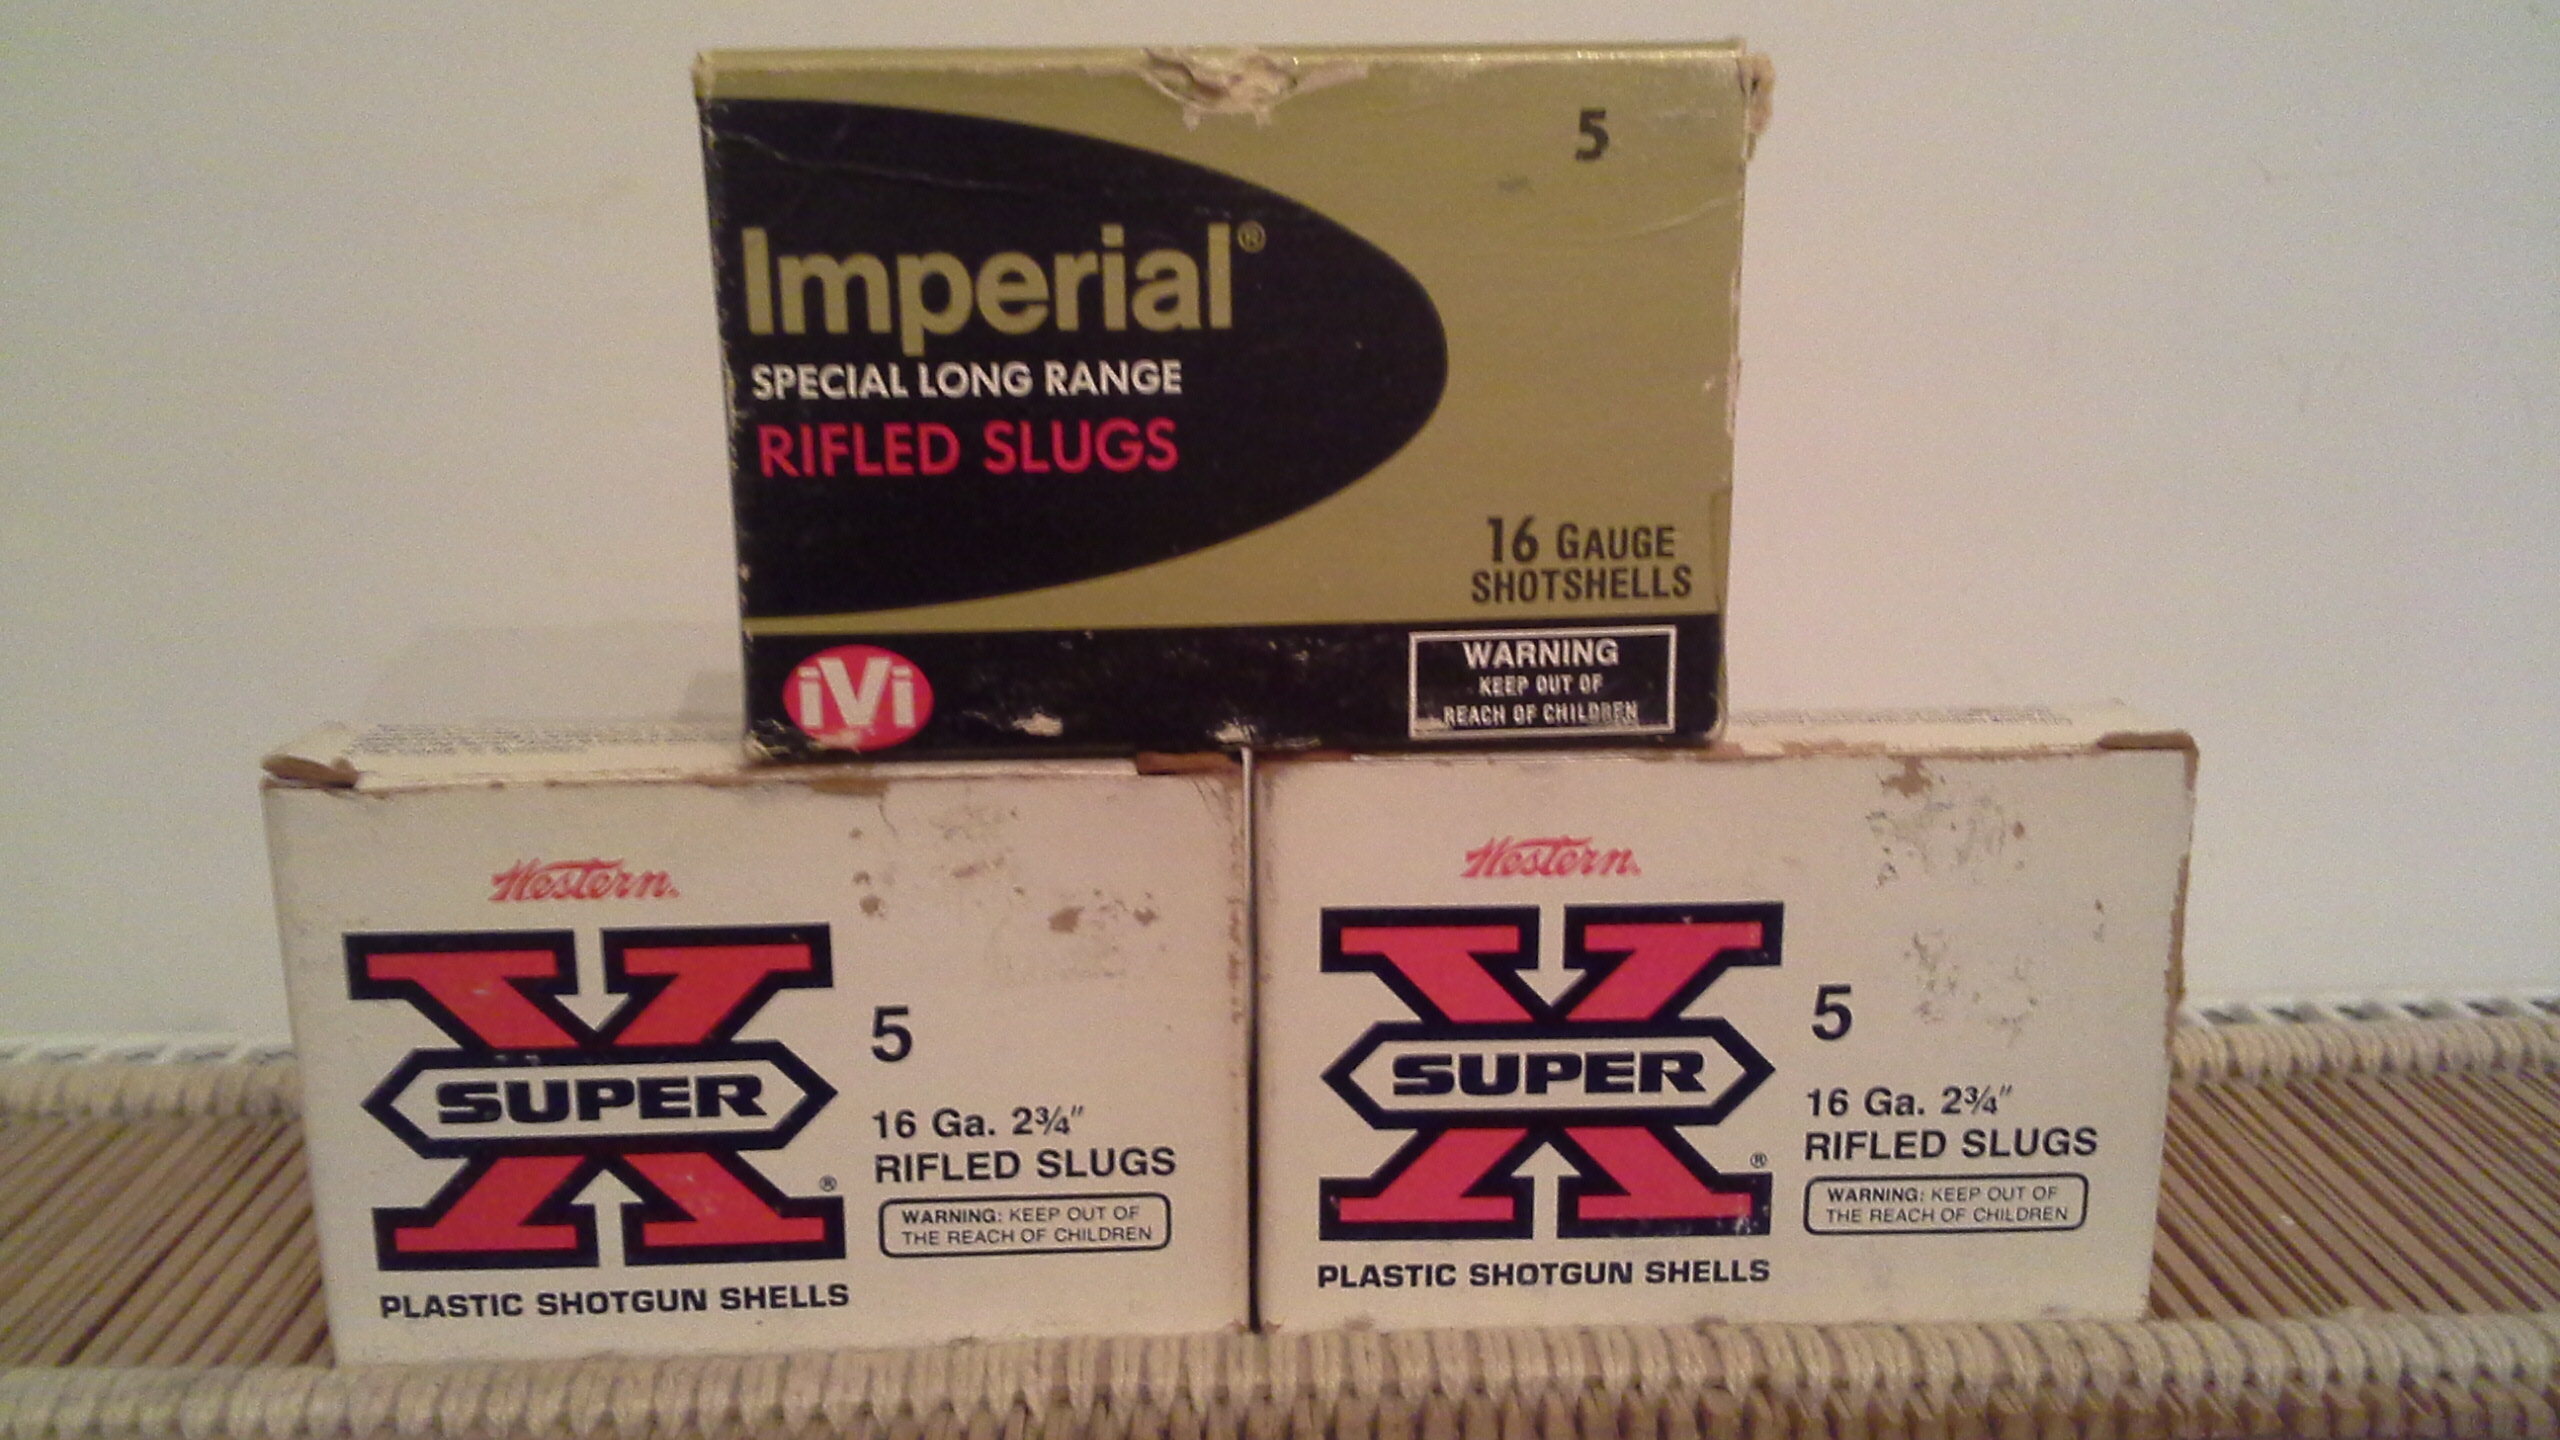 5
Imperial®
SPECIAL LONG RANGE
RIFLED SLUGS
16 GAUGE
SHOTSHELLS
iVi
WARNING
KEEP OUT OF
REACH OF CHILDREN
Western.
SUPER X®
5
16 Ga. 2¾"
RIFLED SLUGS
WARNING: KEEP OUT OF
THE REACH OF CHILDREN
PLASTIC SHOTGUN SHELLS
Western.
SUPER X®
5
16 Ga. 2¾"
RIFLED SLUGS
WARNING: KEEP OUT OF
THE REACH OF CHILDREN
PLASTIC SHOTGUN SHELLS